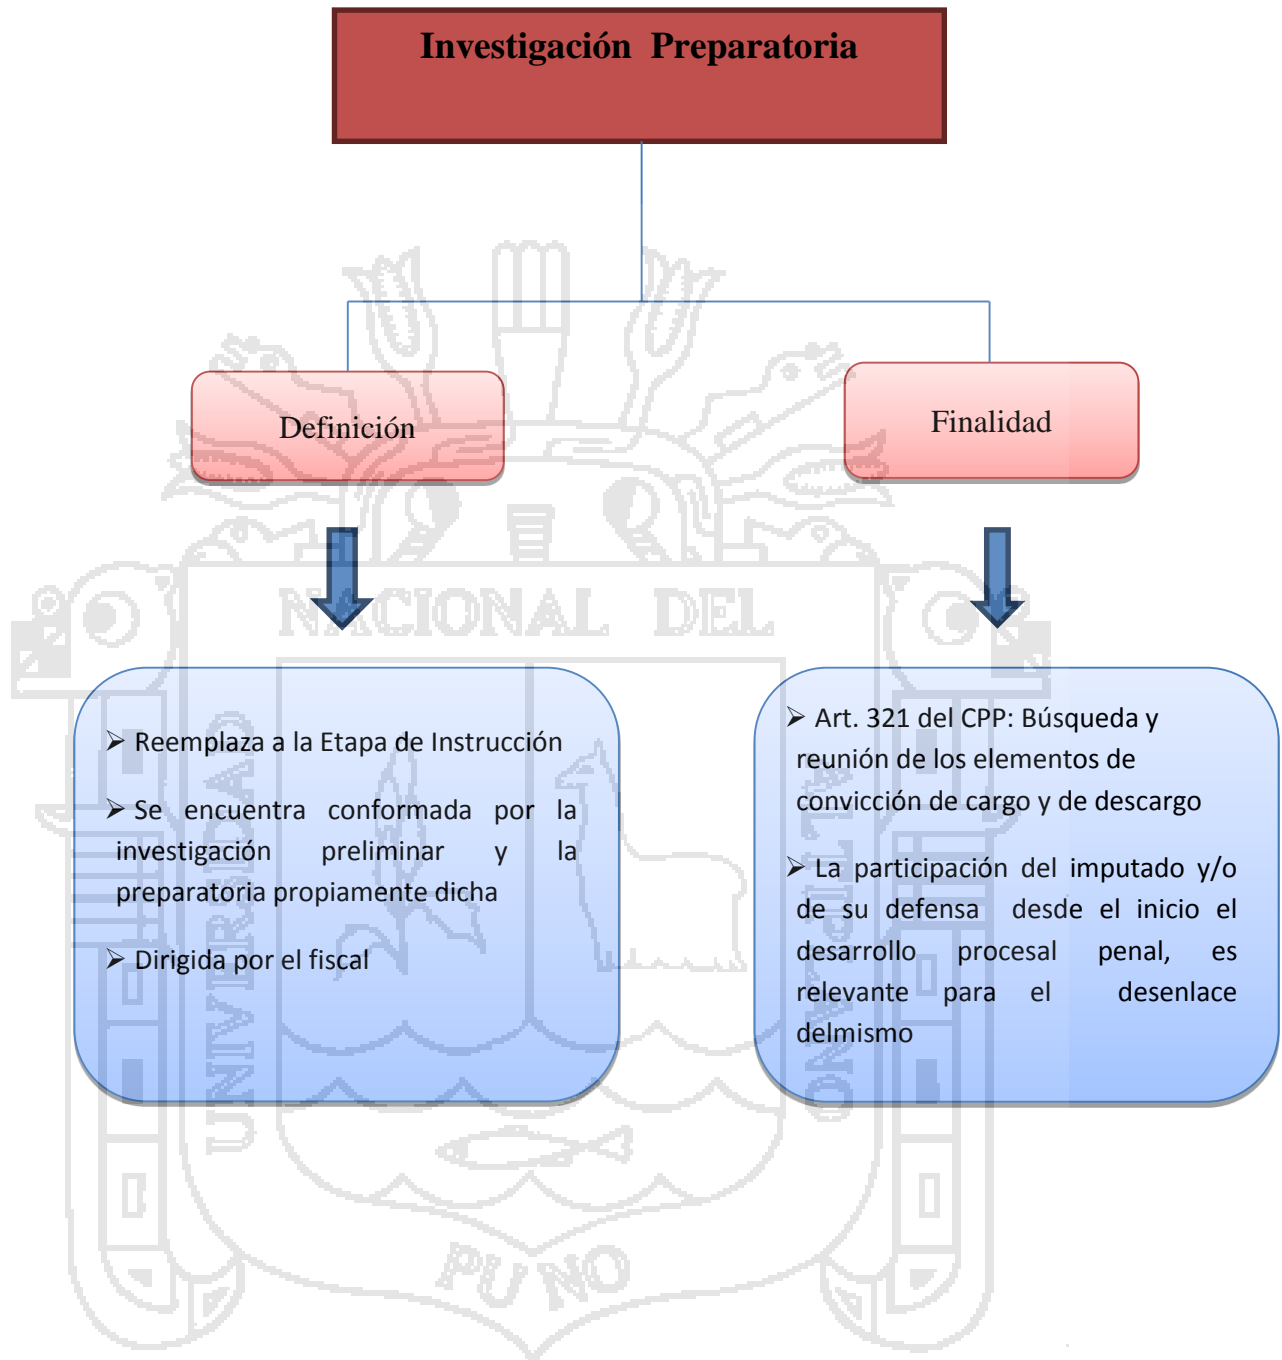 Investigación Preparatoria
Definición
Finalidad
NACIONAL DEL
UNIVERSIDAD
ALTIPLANO
PUNO
➢ Reemplaza a la Etapa de Instrucción
➢ Se encuentra conformada por la
investigación preliminar y la
preparatoria propiamente dicha
➢ Dirigida por el fiscal
➢ Art. 321 del CPP: Búsqueda y
reunión de los elementos de
convicción de cargo y de descargo
➢ La participación del imputado y/o
de su defensa desde el inicio el
desarrollo procesal penal, es
relevante para el desenlace
delmismo